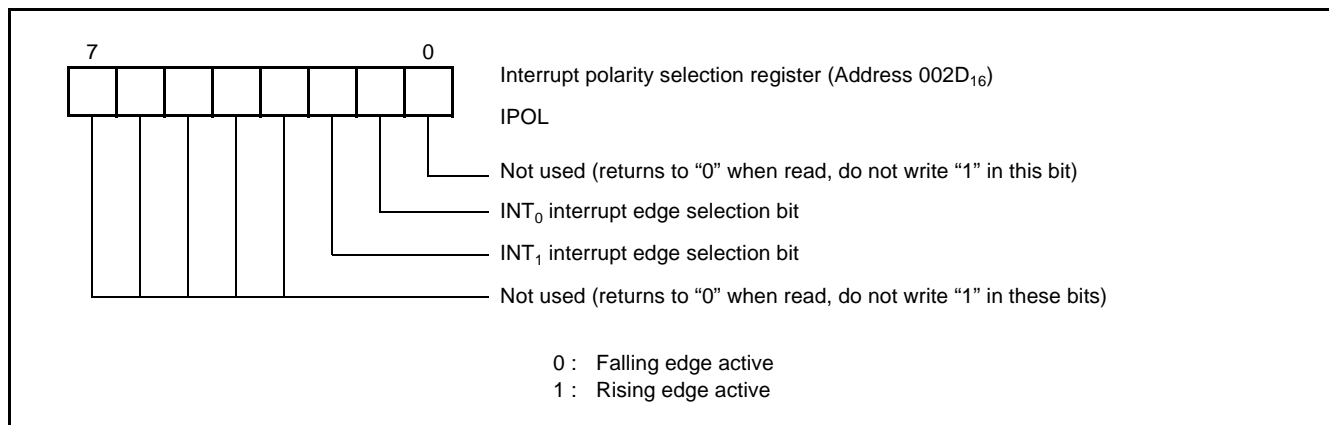 7 0
Interrupt polarity selection register (Address 002D₁₆)
IPOL
Not used (returns to “0” when read, do not write “1” in this bit)
INT₀ interrupt edge selection bit
INT₁ interrupt edge selection bit
Not used (returns to “0” when read, do not write “1” in these bits)
0 : Falling edge active
1 : Rising edge active